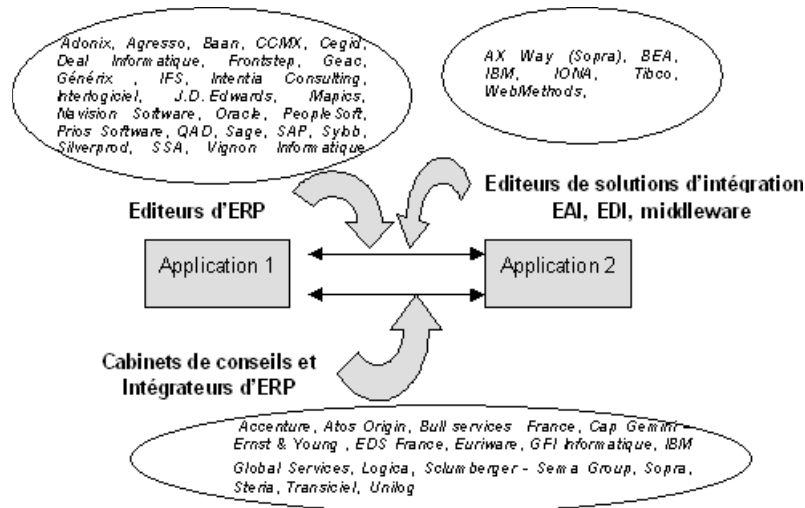 Adonix, Agresso, Baan, CCMX, Cegid,
Deal Informatique, Frontstep, Geac,
Générix , IFS, Intentia Consulting,
Interlogiciel, J.D.Edwards, Mapics,
Navision Software, Oracle, PeopleSoft,
Prios Software, QAD, Sage, SAP, Sybb,
Silverprod, SSA, Vignon Informatique
AX Way (Sopra), BEA,
IBM, IONA, Tibco,
WebMethods,
Editeurs d'ERP
Editeurs de solutions d'intégration
EAI, EDI, middleware
Application 1
Application 2
Cabinets de conseils et
Intégrateurs d'ERP
Accenture, Atos Origin, Bull services France, Cap Gemini –
Ernst & Young , EDS France, Euriware, GFI Informatique, IBM
Global Services, Logica, Sclumberger - Sema Group, Sopra,
Steria, Transiciel, Unilog